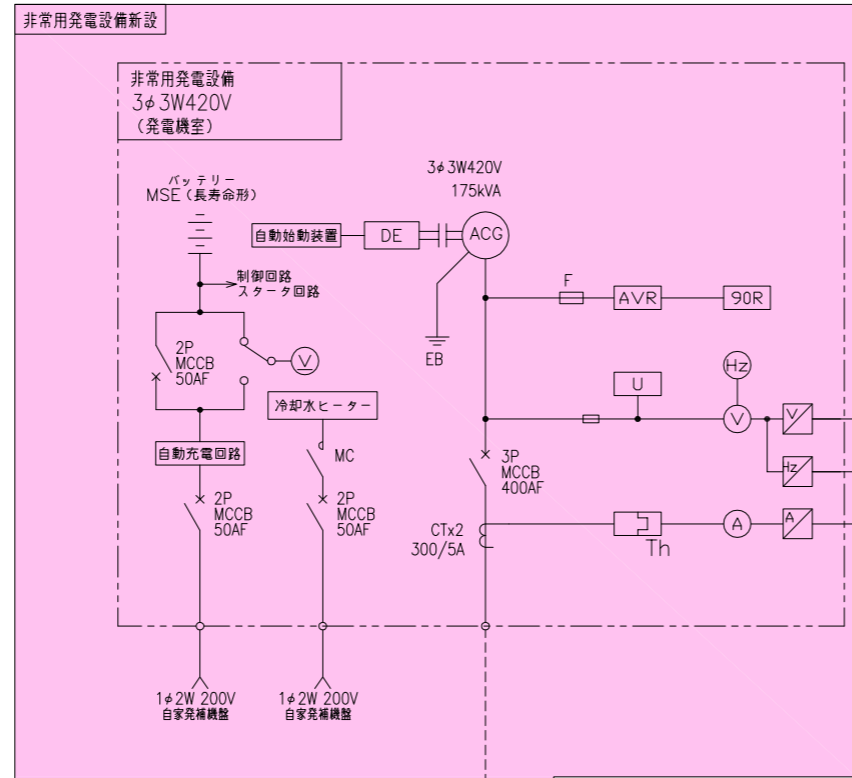 非常用発電設備新設
非常用発電設備
3φ3W420V
(発電機室)
バッテリー
MSE(長寿命形)
3φ3W420V
175kVA
自動始動装置
DE
ACG
制御回路
スタータ回路
F
AVR
90R
EB
2P
MCCB
50AF
V
冷却水ヒーター
U
Hz
V
V
Hz
自動充電回路
MC
3P
MCCB
400AF
2P
MCCB
50AF
2P
MCCB
50AF
CTx2
300/5A
Th
A
A
1φ2W 200V
自家発補機盤
1φ2W 200V
自家発補機盤